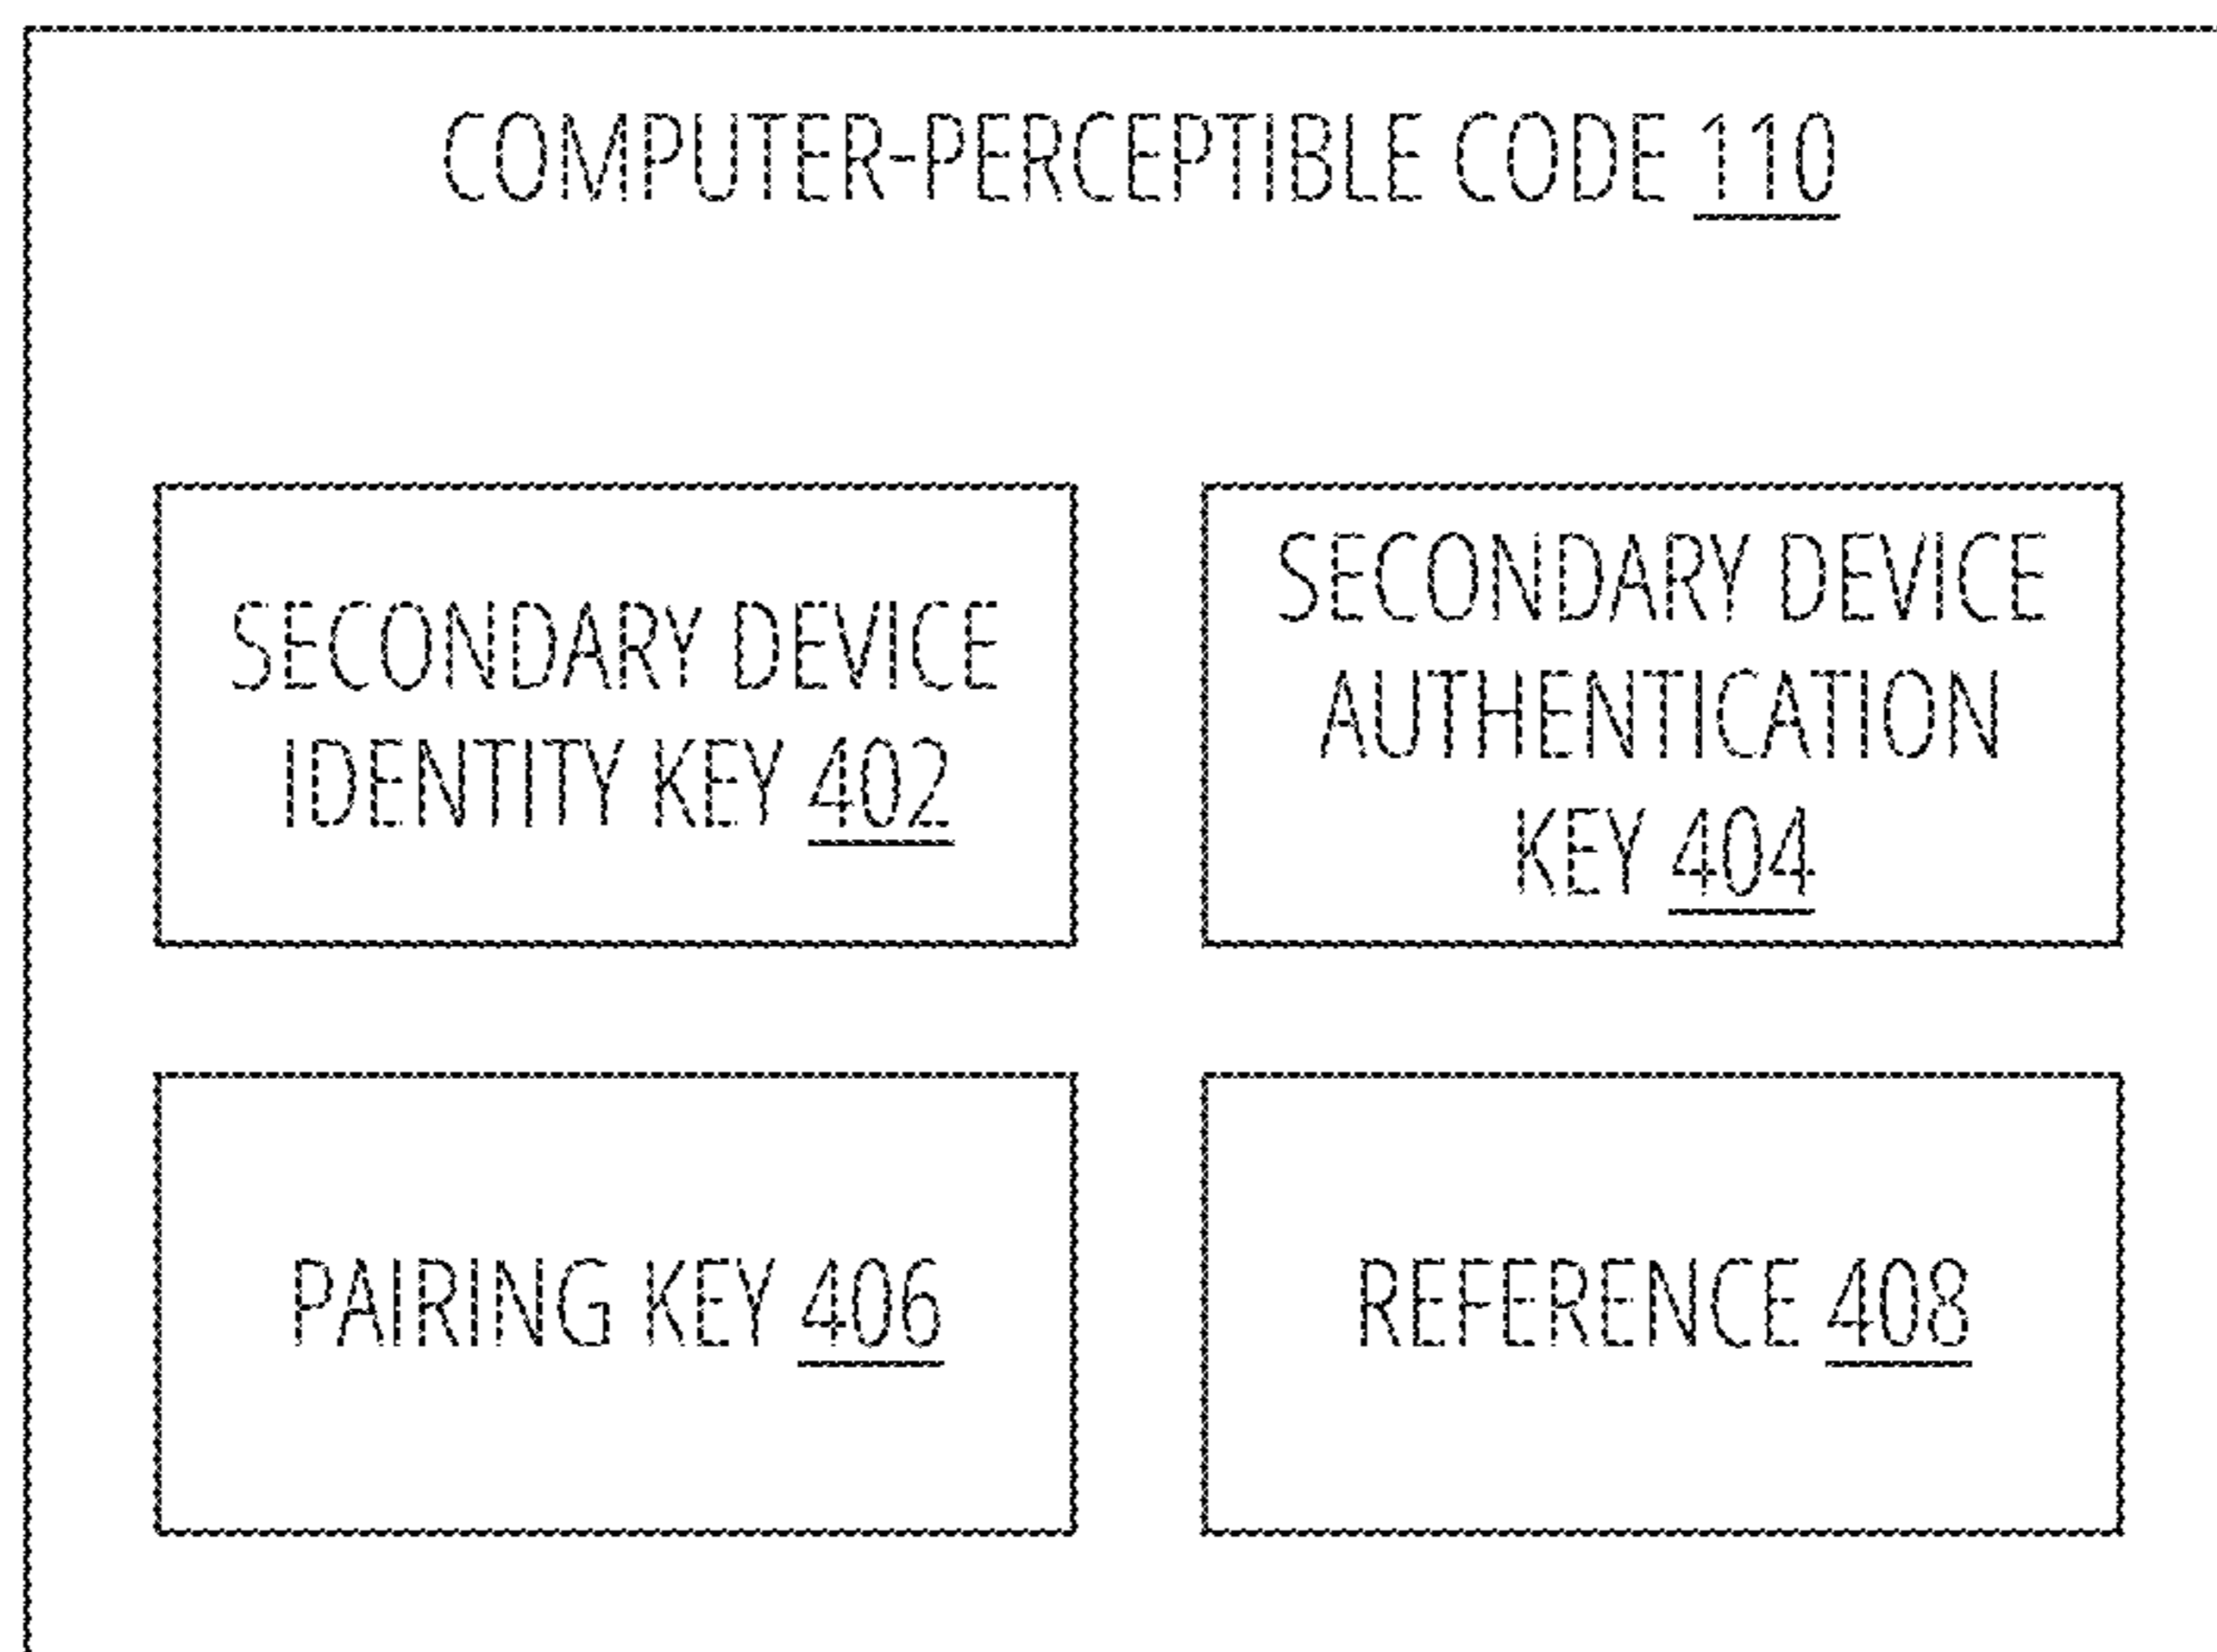 COMPUTER-PERCEPTIBLE CODE 110
SECONDARY DEVICE
IDENTITY KEY 402
SECONDARY DEVICE
AUTHENTICATION
KEY 404
PAIRING KEY 406
REFERENCE 408